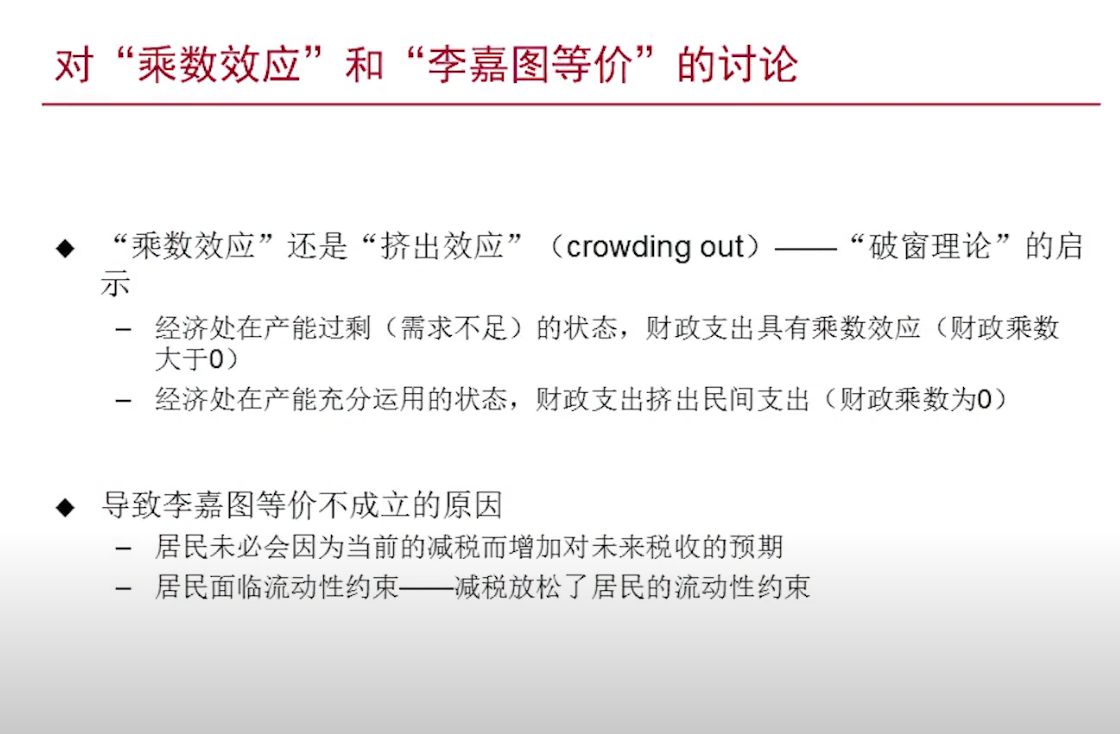 对“乘数效应”和“李嘉图等价”的讨论
◆ “乘数效应”还是“挤出效应”（crowding out）——“破窗理论”的启
示
– 经济处在产能过剩（需求不足）的状态，财政支出具有乘数效应（财政乘数
大于0）
– 经济处在产能充分运用的状态，财政支出挤出民间支出（财政乘数为0）
◆ 导致李嘉图等价不成立的原因
– 居民未必会因为当前的减税而增加对未来税收的预期
– 居民面临流动性约束——减税放松了居民的流动性约束